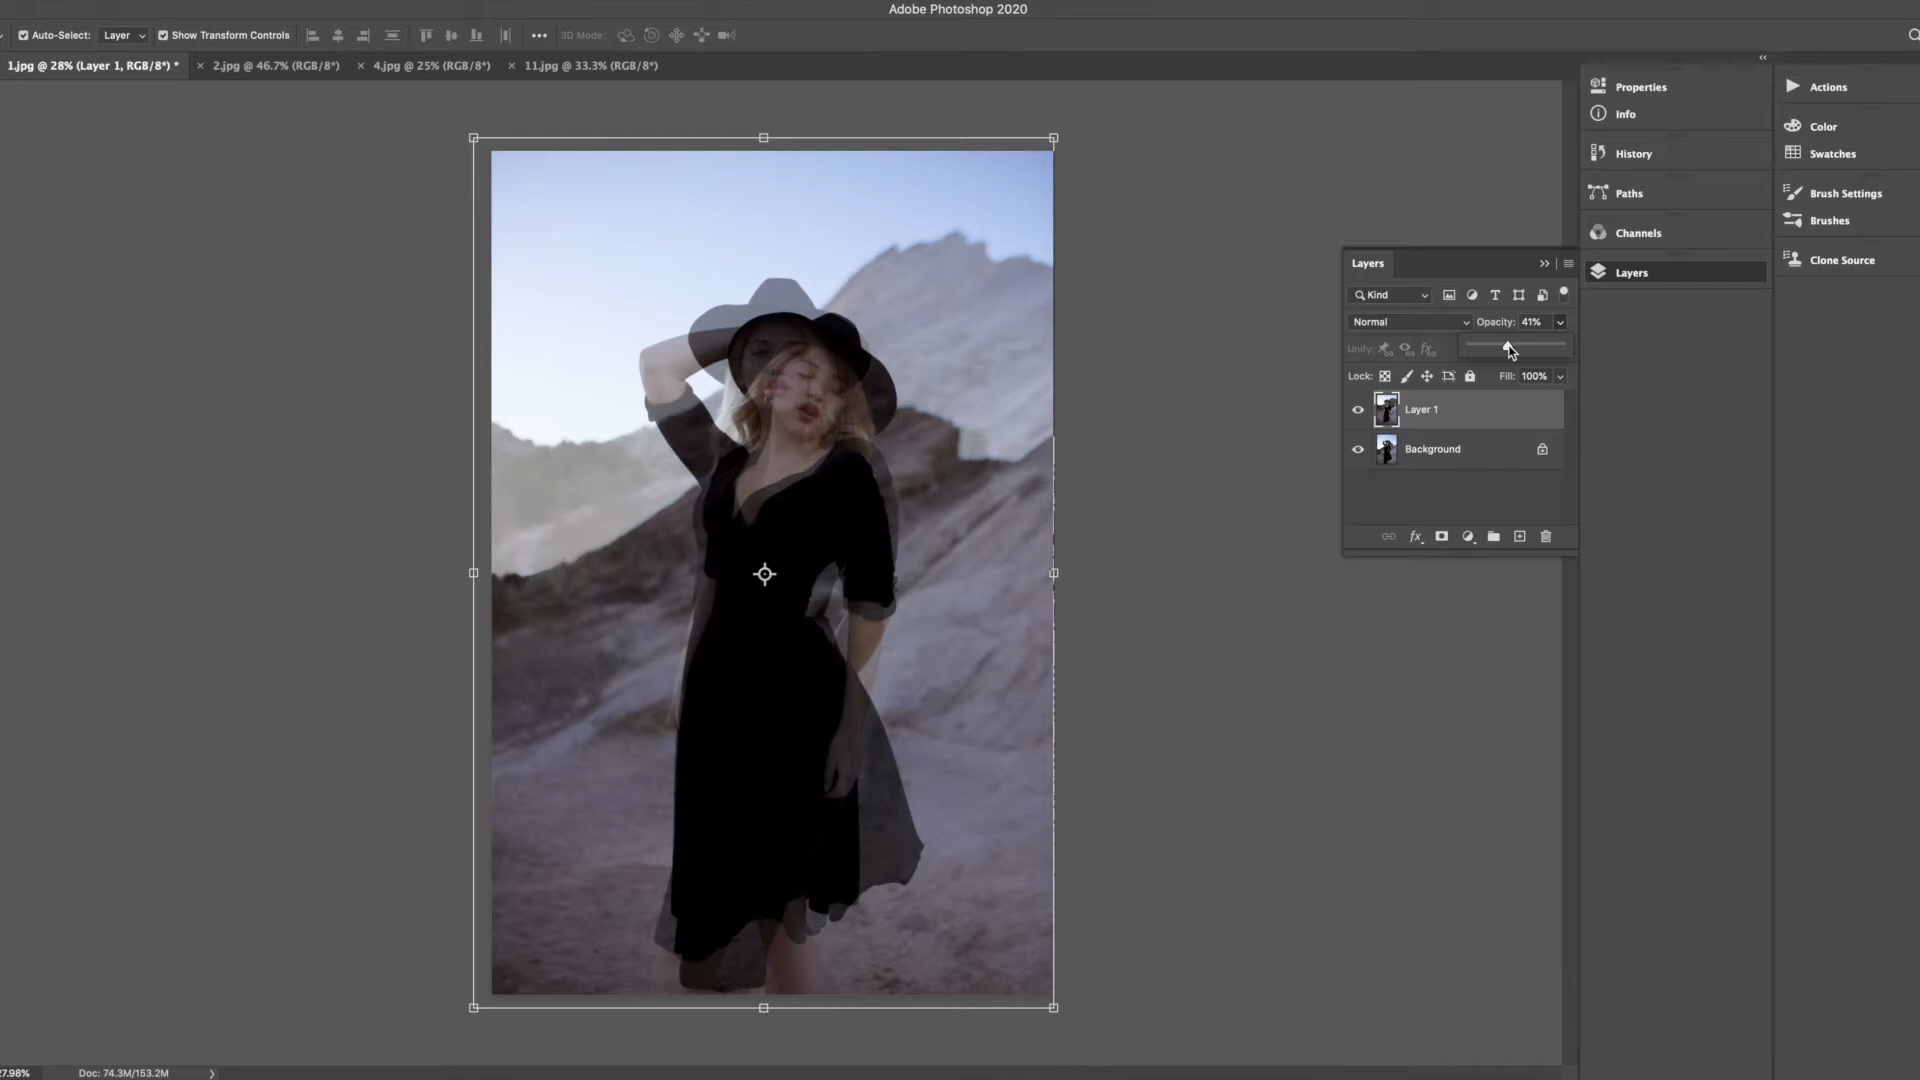 Adobe Photoshop 2020
Auto-Select: Layer Show Transform Controls 3D Mode:
1.jpg @ 28% (Layer 1, RGB/8*) * 2.jpg @ 46.7% (RGB/8*) 4.jpg @ 25% (RGB/8*) 11.jpg @ 33.3% (RGB/8*)
Properties
Info
History
Paths
Channels
Layers
Actions
Color
Swatches
Brush Settings
Brushes
Clone Source
Layers
Kind
Normal Opacity: 41%
Unify:
Lock: Fill: 100%
Layer 1
Background
fx
27.98% Doc: 74.3M/153.2M